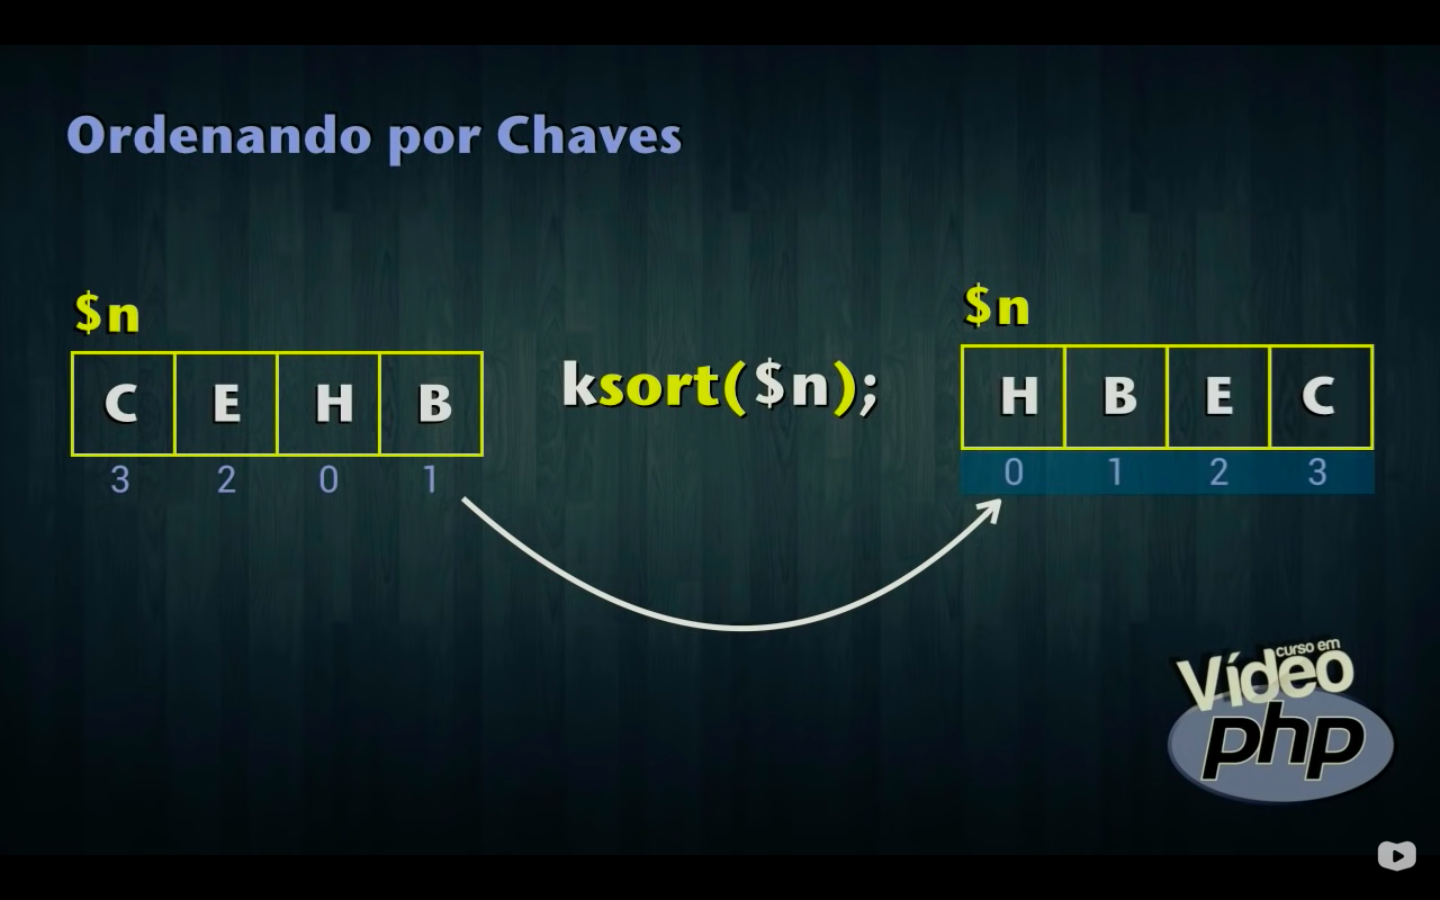 Ordenando por Chaves
$n
C E H B
3 2 0 1
ksort($n);
$n
H B E C
0 1 2 3
curso em
Vídeo
php